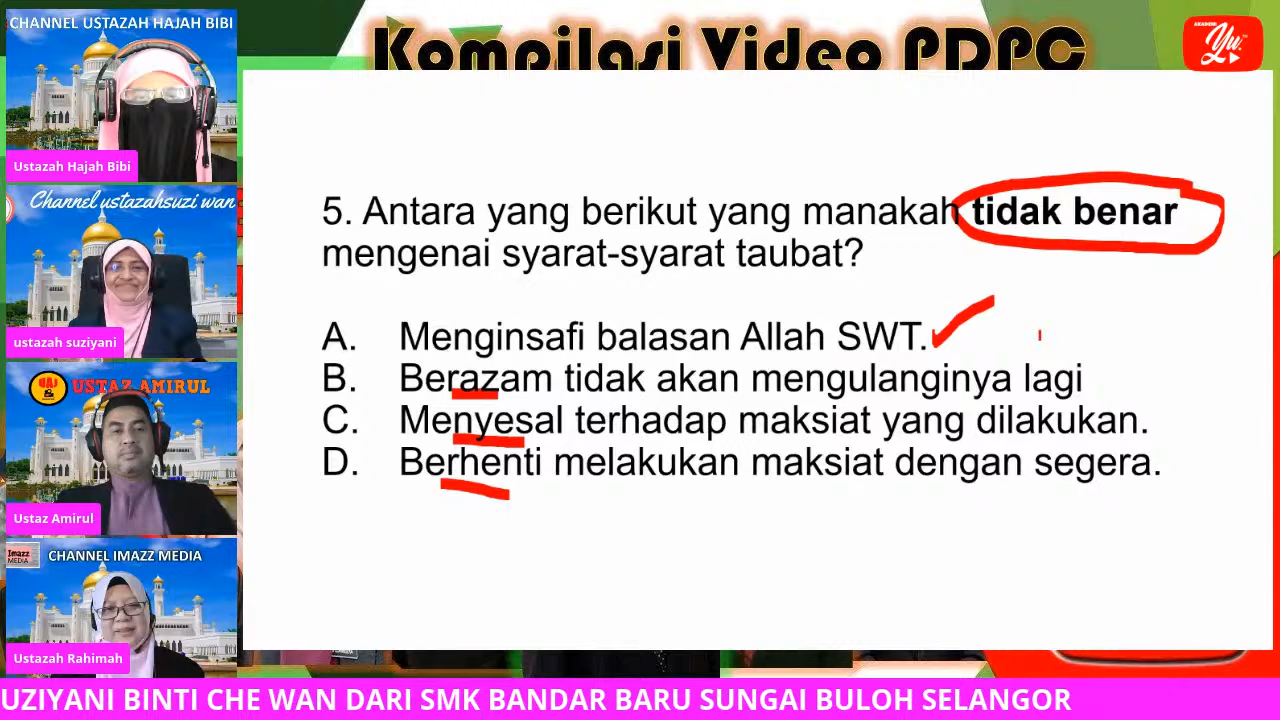 CHANNEL USTAZAH HAJAH BIBI
Ustazah Hajah Bibi
Channel ustazahsuzi wan
ustazah suziyani
USTAZ AMIRUL
Ustaz Amirul
Imazz
MEDIA
CHANNEL IMAZZ MEDIA
Ustazah Rahimah
Kompilasi Video PDPC
AKADEMI
5. Antara yang berikut yang manakah tidak benar
mengenai syarat-syarat taubat?
A. Menginsafi balasan Allah SWT.
B. Berazam tidak akan mengulanginya lagi
C. Menyesal terhadap maksiat yang dilakukan.
D. Berhenti melakukan maksiat dengan segera.
UZIYANI BINTI CHE WAN DARI SMK BANDAR BARU SUNGAI BULOH SELANGOR